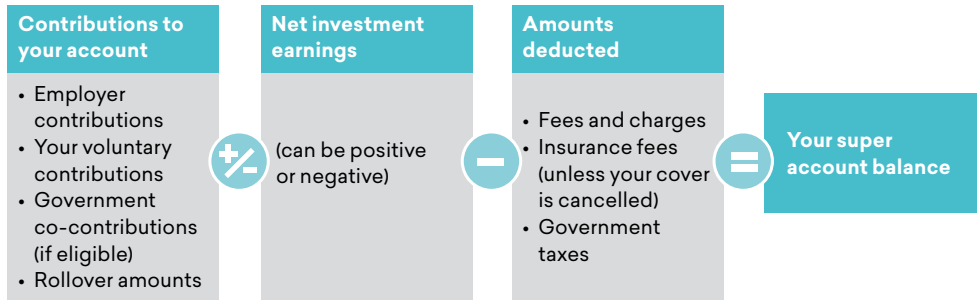 Contributions to
your account
• Employer
contributions
• Your voluntary
contributions
• Government
co-contributions
(if eligible)
• Rollover amounts
+/-
Net investment
earnings
(can be positive
or negative)
−
Amounts
deducted
• Fees and charges
• Insurance fees
(unless your cover
is cancelled)
• Government
taxes
=
Your super
account balance